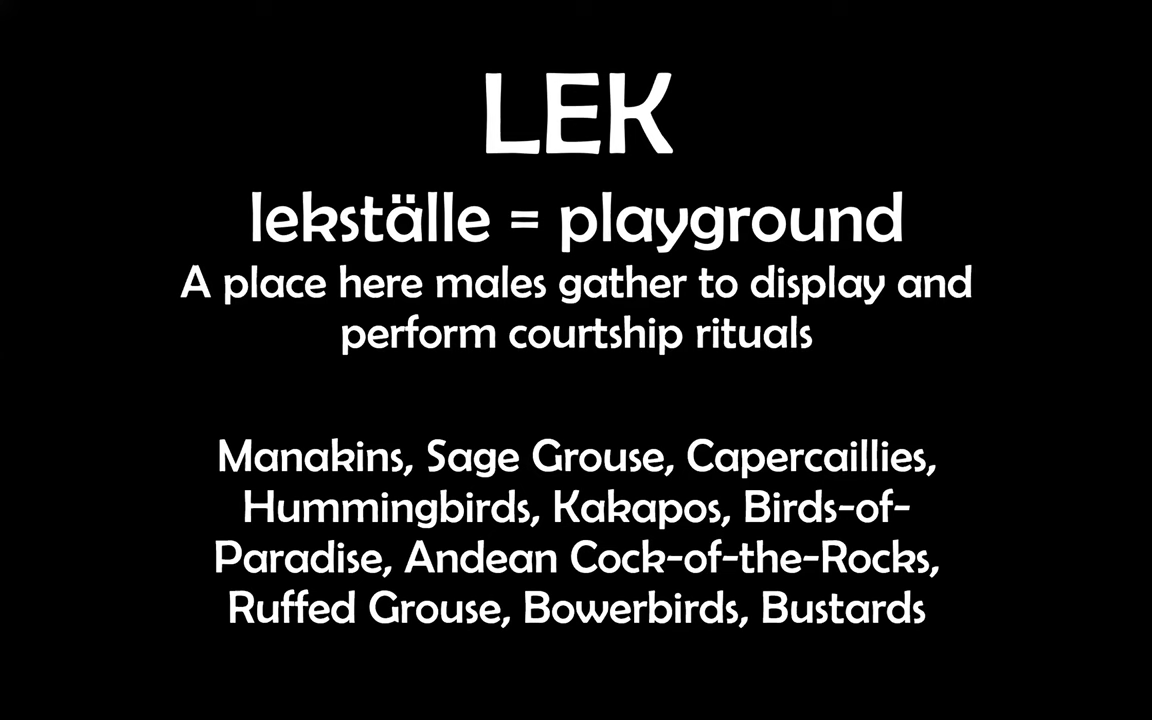 LEK
lekställe = playground
A place here males gather to display and
perform courtship rituals
Manakins, Sage Grouse, Capercaillies,
Hummingbirds, Kakapos, Birds-of-
Paradise, Andean Cock-of-the-Rocks,
Ruffed Grouse, Bowerbirds, Bustards